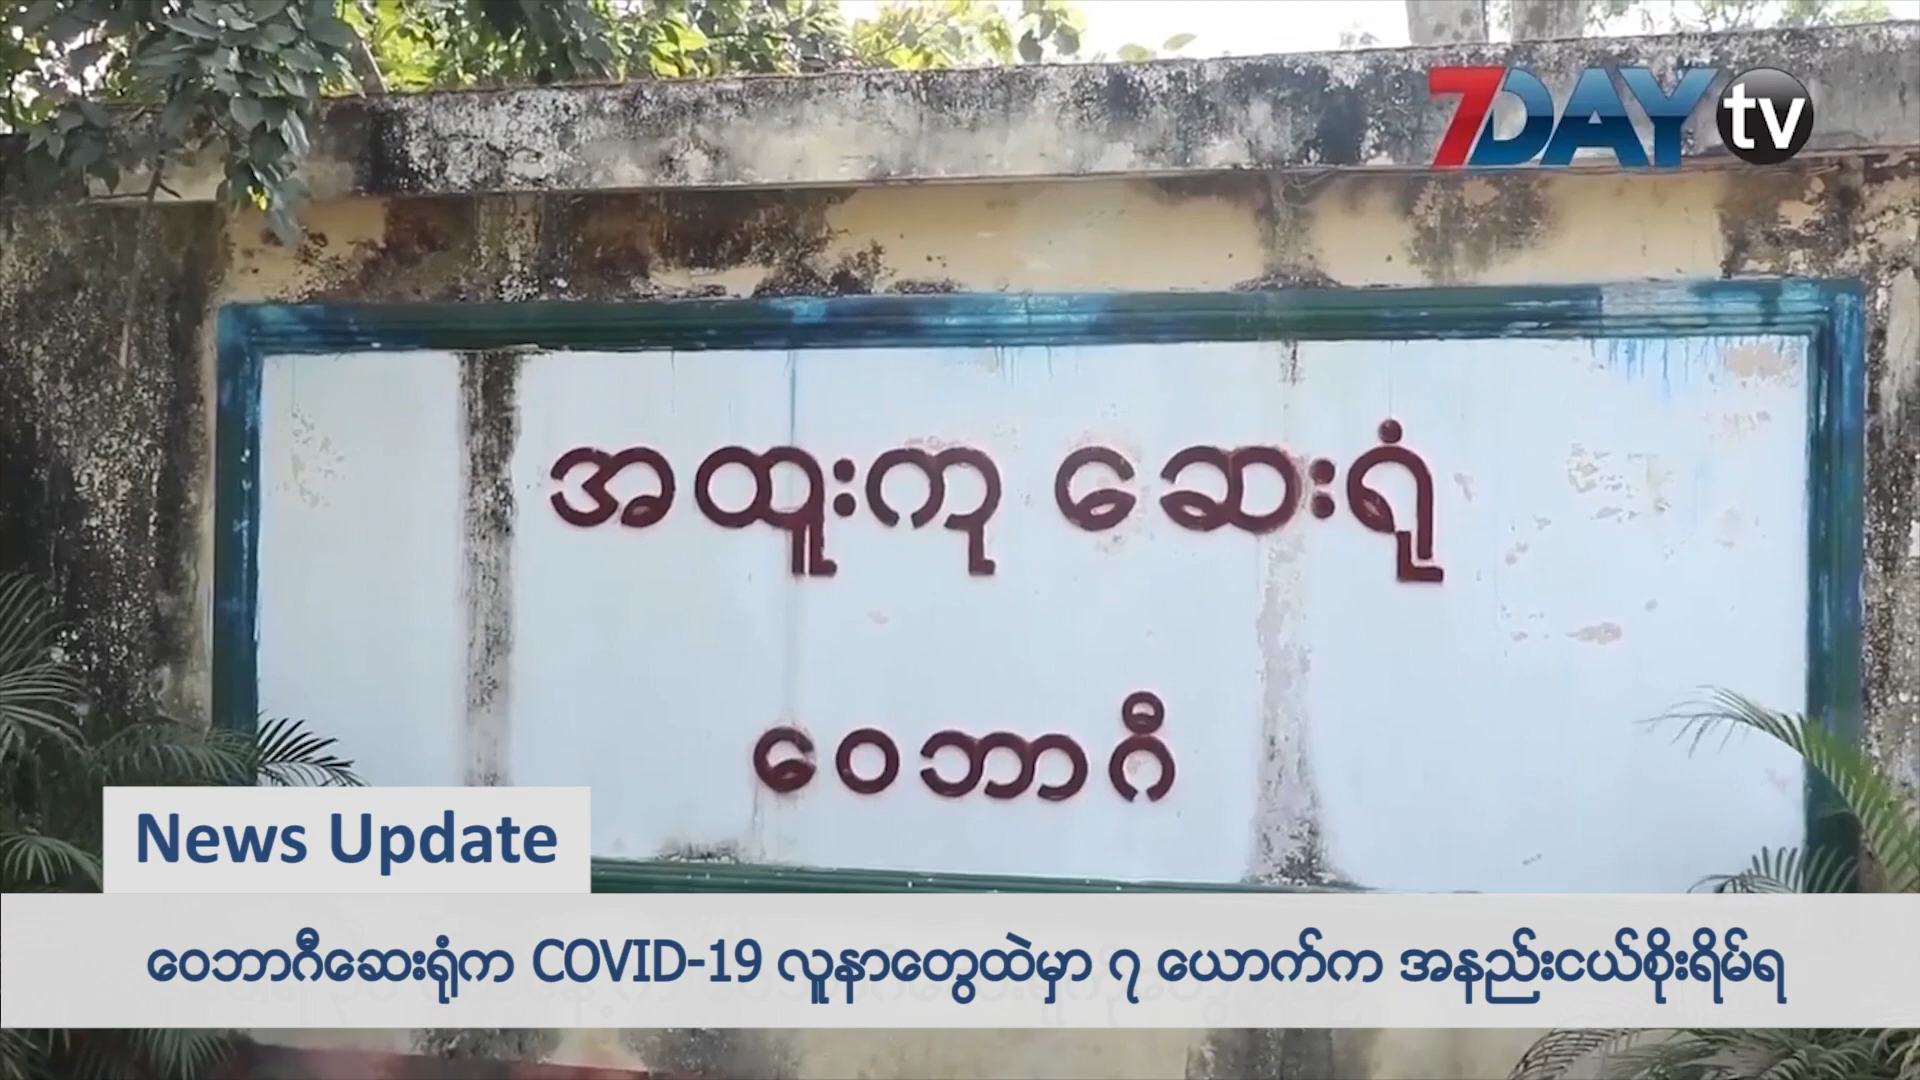 7DAY tv
အထူးကု ဆေးရုံ
ဝေဘာဂီ
News Update
ဝေဘာဂီဆေးရုံက COVID-19 လူနာတွေထဲမှာ ၇ ယောက်က အနည်းငယ်စိုးရိမ်ရ